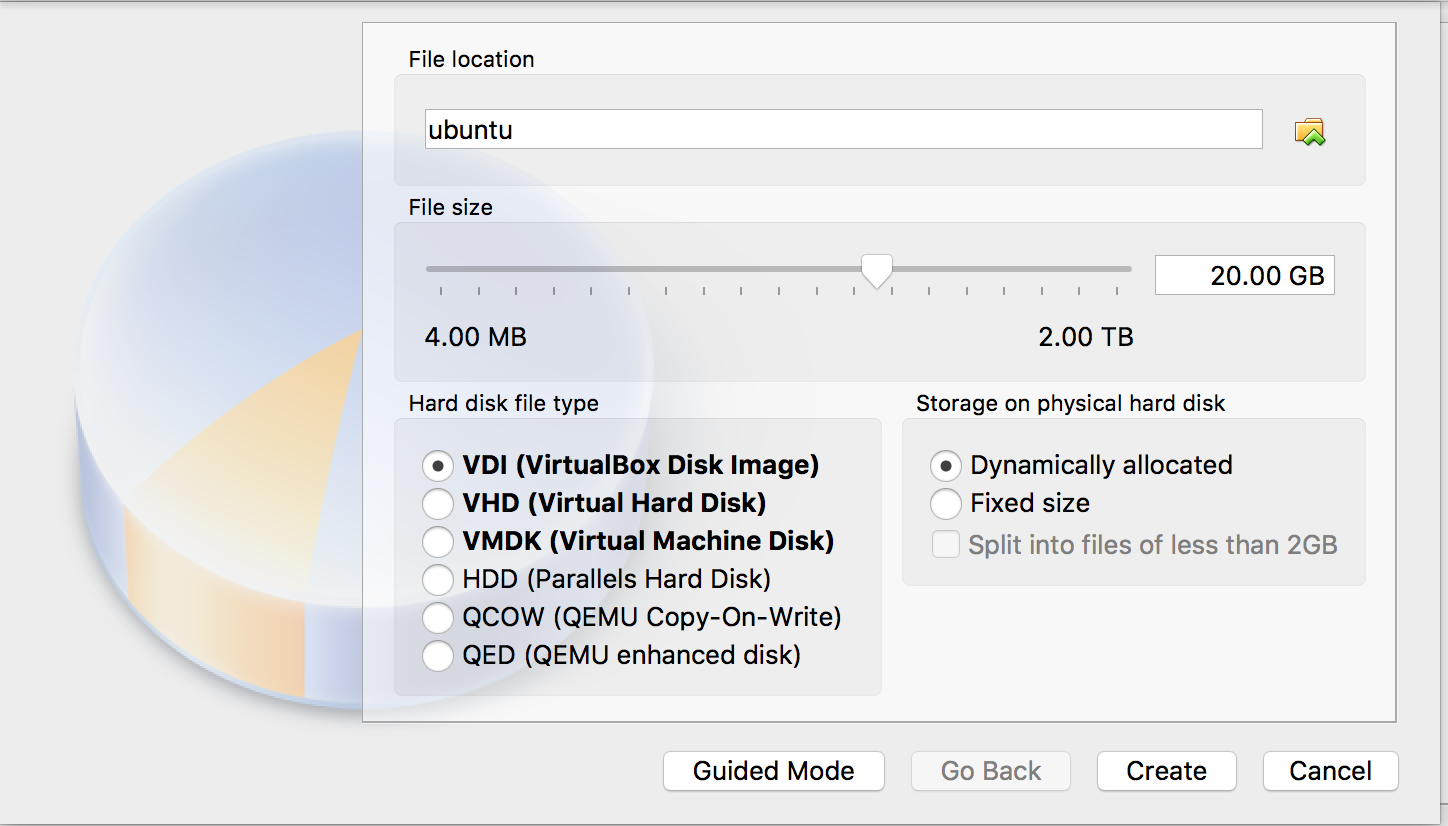 File location
ubuntu
File size
20.00 GB
4.00 MB 2.00 TB
Hard disk file type
VDI (VirtualBox Disk Image)
VHD (Virtual Hard Disk)
VMDK (Virtual Machine Disk)
HDD (Parallels Hard Disk)
QCOW (QEMU Copy-On-Write)
QED (QEMU enhanced disk)
Storage on physical hard disk
Dynamically allocated
Fixed size
Split into files of less than 2GB
Guided Mode Go Back Create Cancel